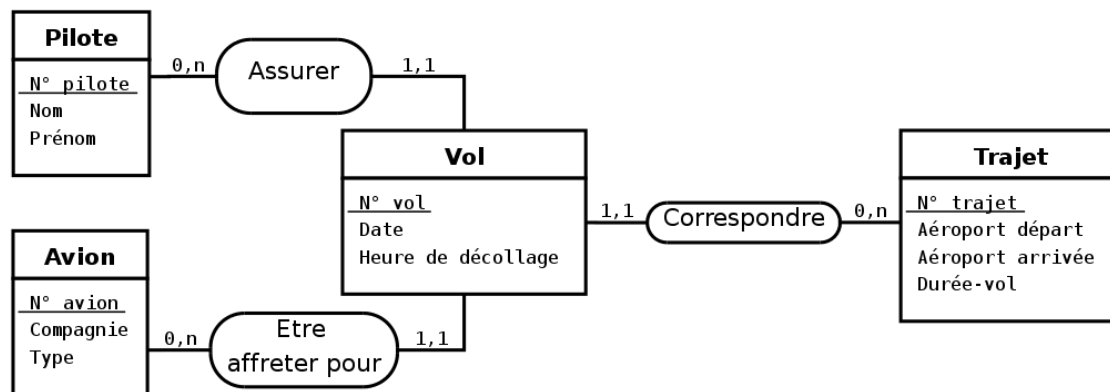 Pilote
N° pilote
Nom
Prénom
0,n
Assurer
1,1
Vol
N° vol
Date
Heure de décollage
1,1
Correspondre
0,n
Trajet
N° trajet
Aéroport départ
Aéroport arrivée
Durée-vol
Avion
N° avion
Compagnie
Type
0,n
Etre
affreter pour
1,1